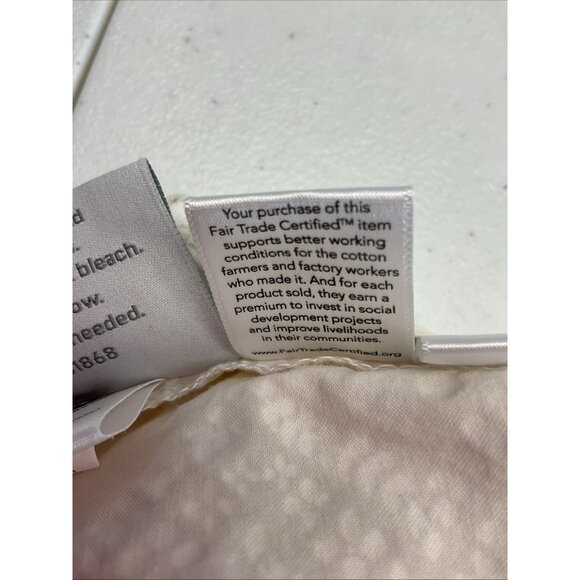 Your purchase of this
Fair Trade Certified™ item
supports better working
conditions for the cotton
farmers and factory workers
who made it. And for each
product sold, they earn a
premium to invest in social
development projects
and improve livelihoods
in their communities.
www.FairTradeCertified.org
bleach.
needed.
1868